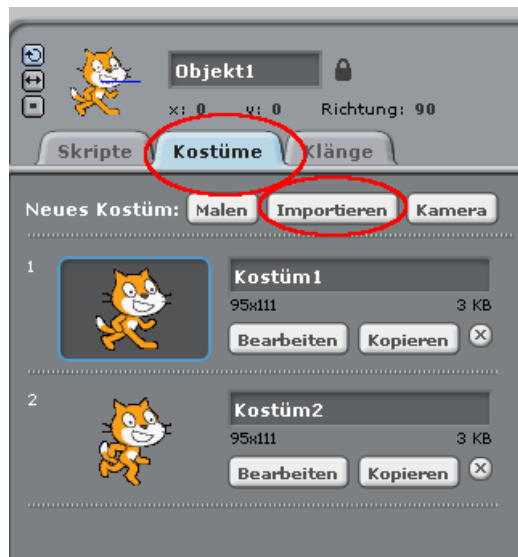 Objekt1
x: 0 y: 0 Richtung: 90
Skripte Kostüme Klänge
Neues Kostüm: Malen Importieren Kamera
1
Kostüm1
95x111 3 KB
Bearbeiten Kopieren
2
Kostüm2
95x111 3 KB
Bearbeiten Kopieren